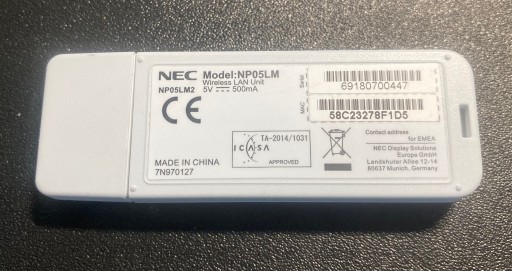 NEC Model:NP05LM
Wireless LAN Unit
NP05LM2 5V 500mA
CE
Serial
69180700447
MAC
58C23278F1D5
TA-2014/1031
ICASA
APPROVED
MADE IN CHINA
7N970127
Contact address
for EMEA
NEC Display Solutions
Europe GmbH
Landshuter Allee 12-14
80637 Munich, Germany